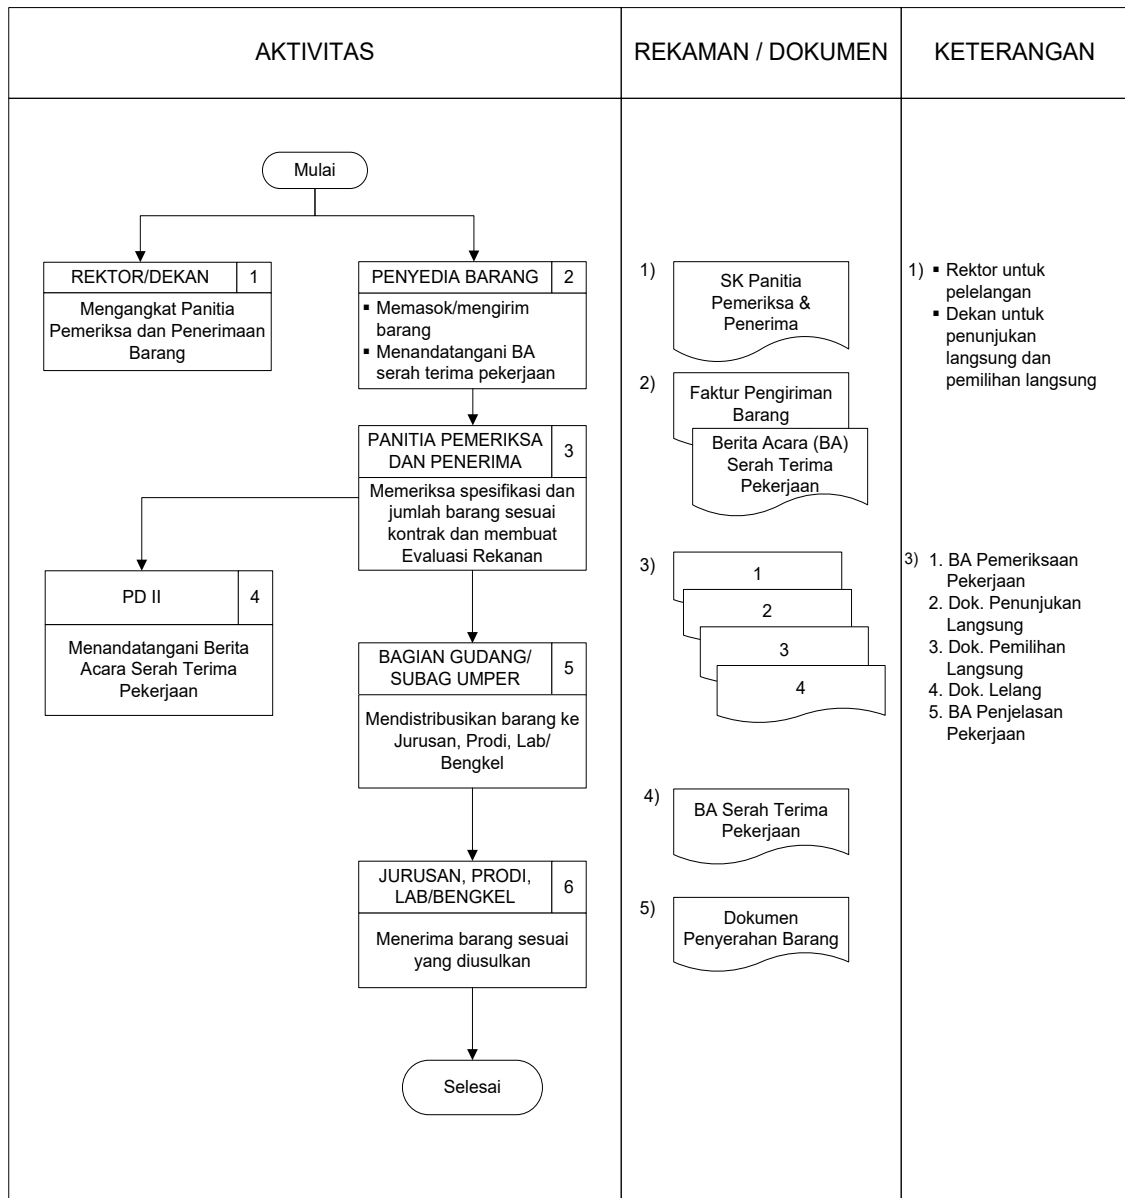 AKTIVITAS
REKAMAN / DOKUMEN
KETERANGAN
Mulai
REKTOR/DEKAN
1
Mengangkat Panitia
Pemeriksa dan Penerimaan
Barang
PENYEDIA BARANG
2
▪ Memasok/mengirim
barang
▪ Menandatangani BA
serah terima pekerjaan
PANITIA PEMERIKSA
DAN PENERIMA
3
Memeriksa spesifikasi dan
jumlah barang sesuai
kontrak dan membuat
Evaluasi Rekanan
PD II
4
Menandatangani Berita
Acara Serah Terima
Pekerjaan
BAGIAN GUDANG/
SUBAG UMPER
5
Mendistribusikan barang ke
Jurusan, Prodi, Lab/
Bengkel
JURUSAN, PRODI,
LAB/BENGKEL
6
Menerima barang sesuai
yang diusulkan
Selesai
1)
SK Panitia
Pemeriksa &
Penerima
2)
Faktur Pengiriman
Barang
Berita Acara (BA)
Serah Terima
Pekerjaan
3)
1
2
3
4
4)
BA Serah Terima
Pekerjaan
5)
Dokumen
Penyerahan Barang
1) ▪ Rektor untuk
pelelangan
▪ Dekan untuk
penunjukan
langsung dan
pemilihan langsung
3) 1. BA Pemeriksaan
Pekerjaan
2. Dok. Penunjukan
Langsung
3. Dok. Pemilihan
Langsung
4. Dok. Lelang
5. BA Penjelasan
Pekerjaan